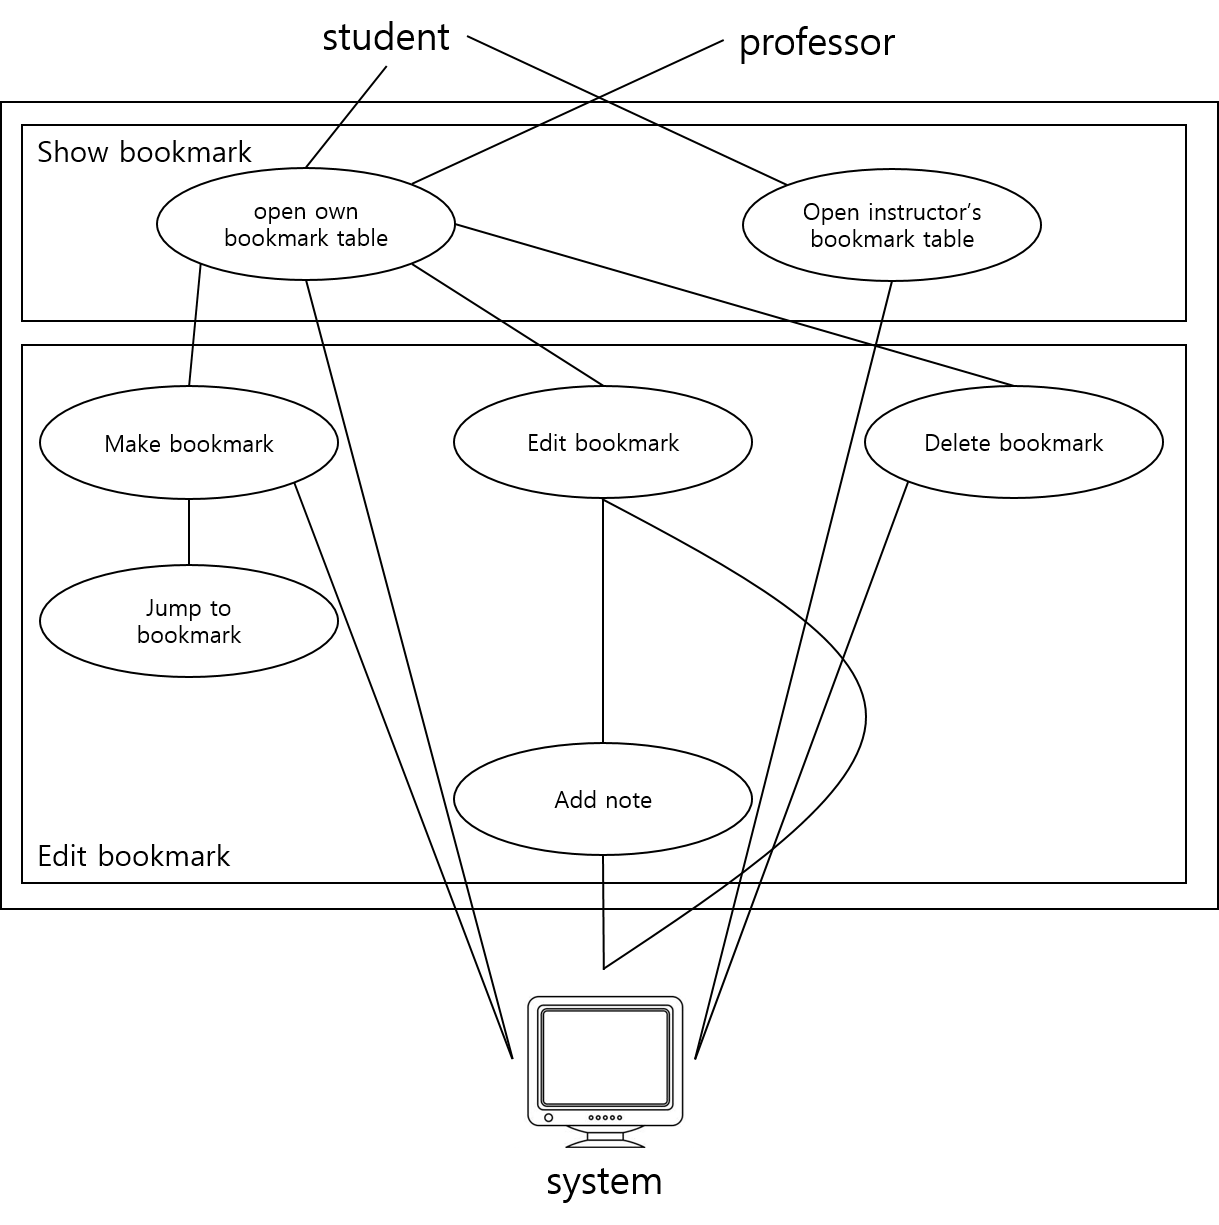 student
professor
Show bookmark
open own
bookmark table
Open instructor’s
bookmark table
Make bookmark
Edit bookmark
Delete bookmark
Jump to
bookmark
Add note
Edit bookmark
system